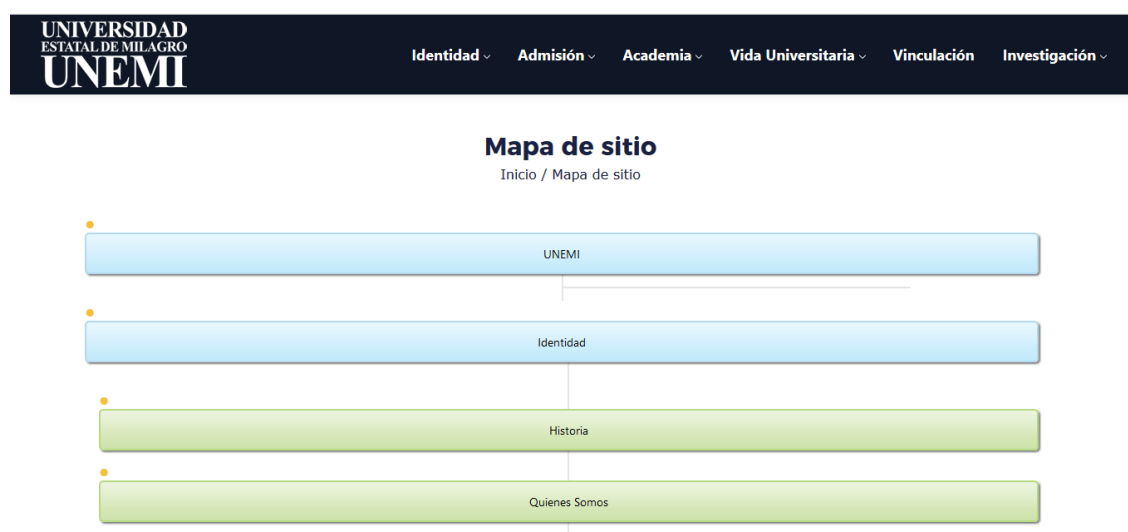 UNIVERSIDAD
ESTATAL DE MILAGRO
UNEMI
Identidad Admisión Academia Vida Universitaria Vinculación Investigación
Mapa de sitio
Inicio / Mapa de sitio
UNEMI
Identidad
Historia
Quienes Somos